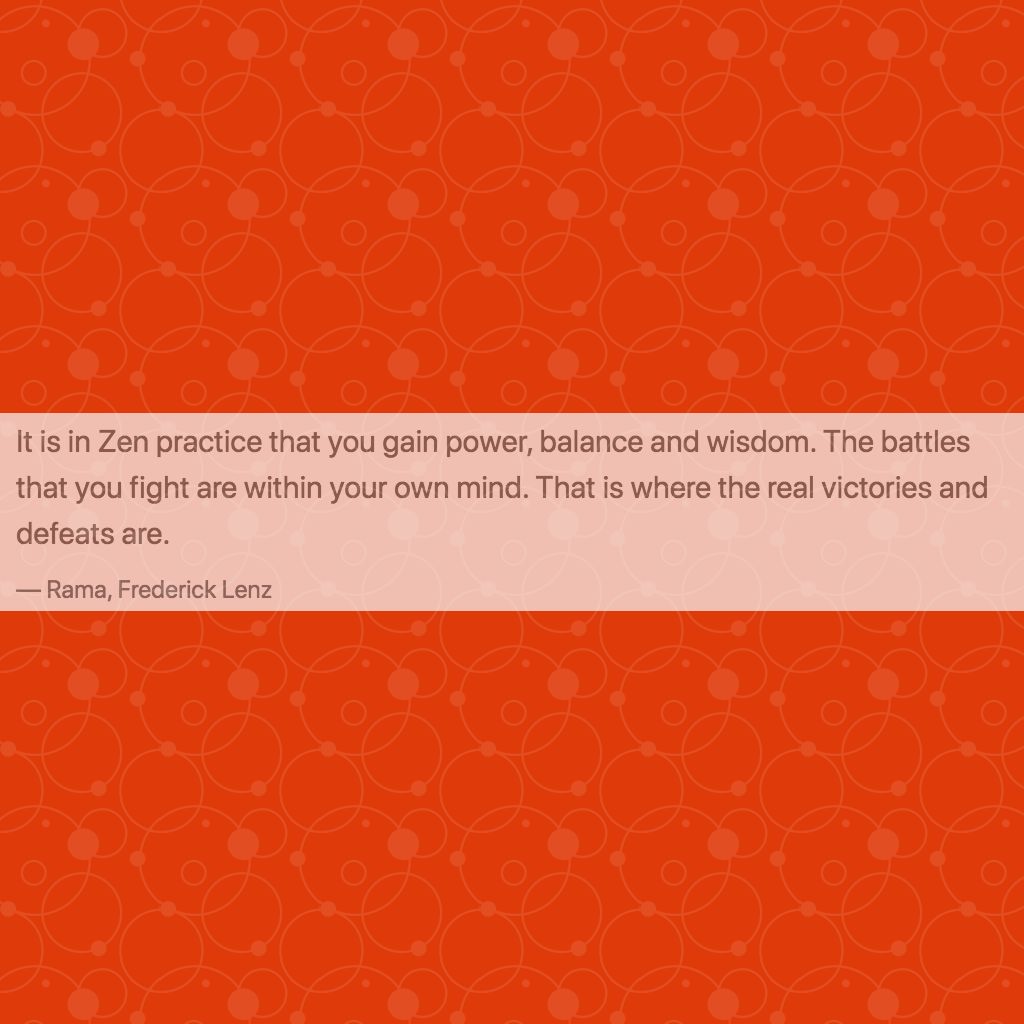 It is in Zen practice that you gain power, balance and wisdom. The battles
that you fight are within your own mind. That is where the real victories and
defeats are.
— Rama, Frederick Lenz